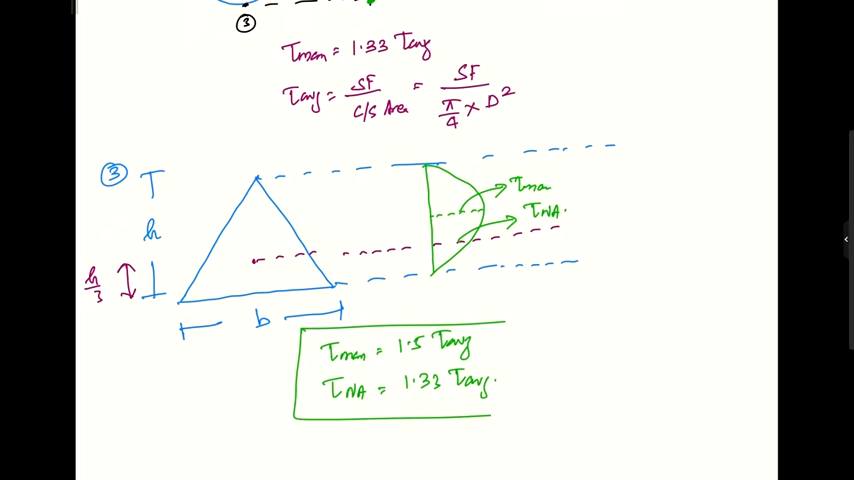 ③
τmax = 1.33 τavg
τavg = SF / C/S Area = SF / π/4 × D²
③
h
τmax
τNA.
h/3
b
τmax = 1.5 τavg
τNA = 1.33 τavg.